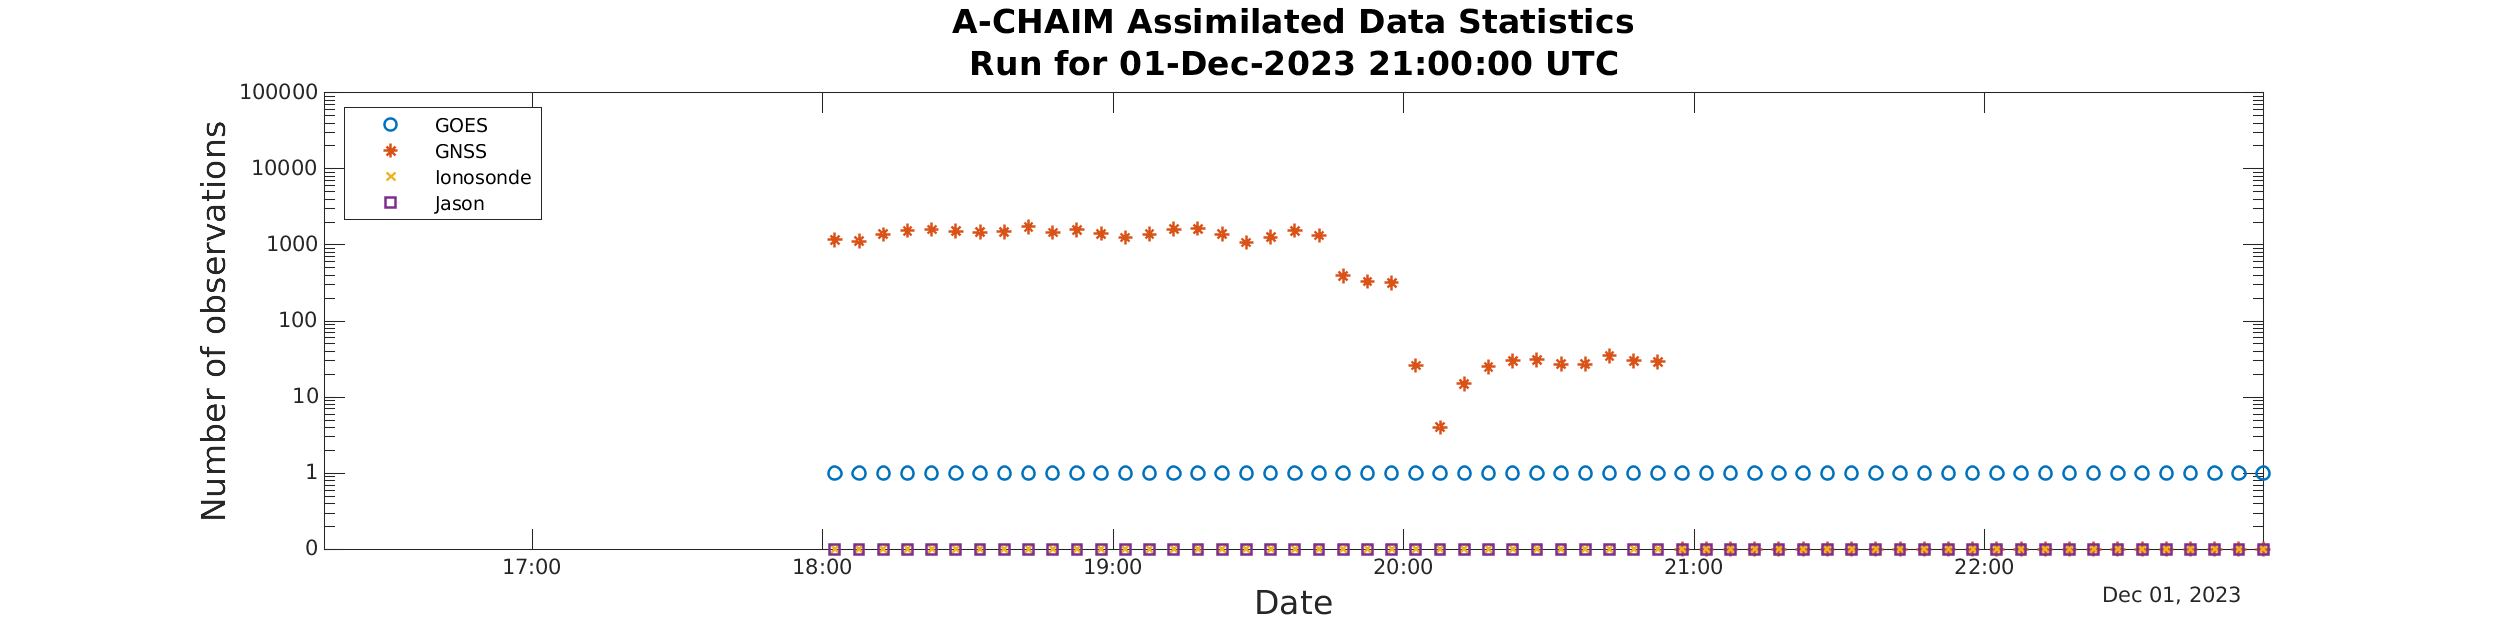 A-CHAIM Assimilated Data Statistics
Run for 01-Dec-2023 21:00:00 UTC
Number of observations
100000
10000
1000
100
10
1
0
GOES
GNSS
Ionosonde
Jason
17:00
18:00
19:00
20:00
21:00
22:00
Date
Dec 01, 2023